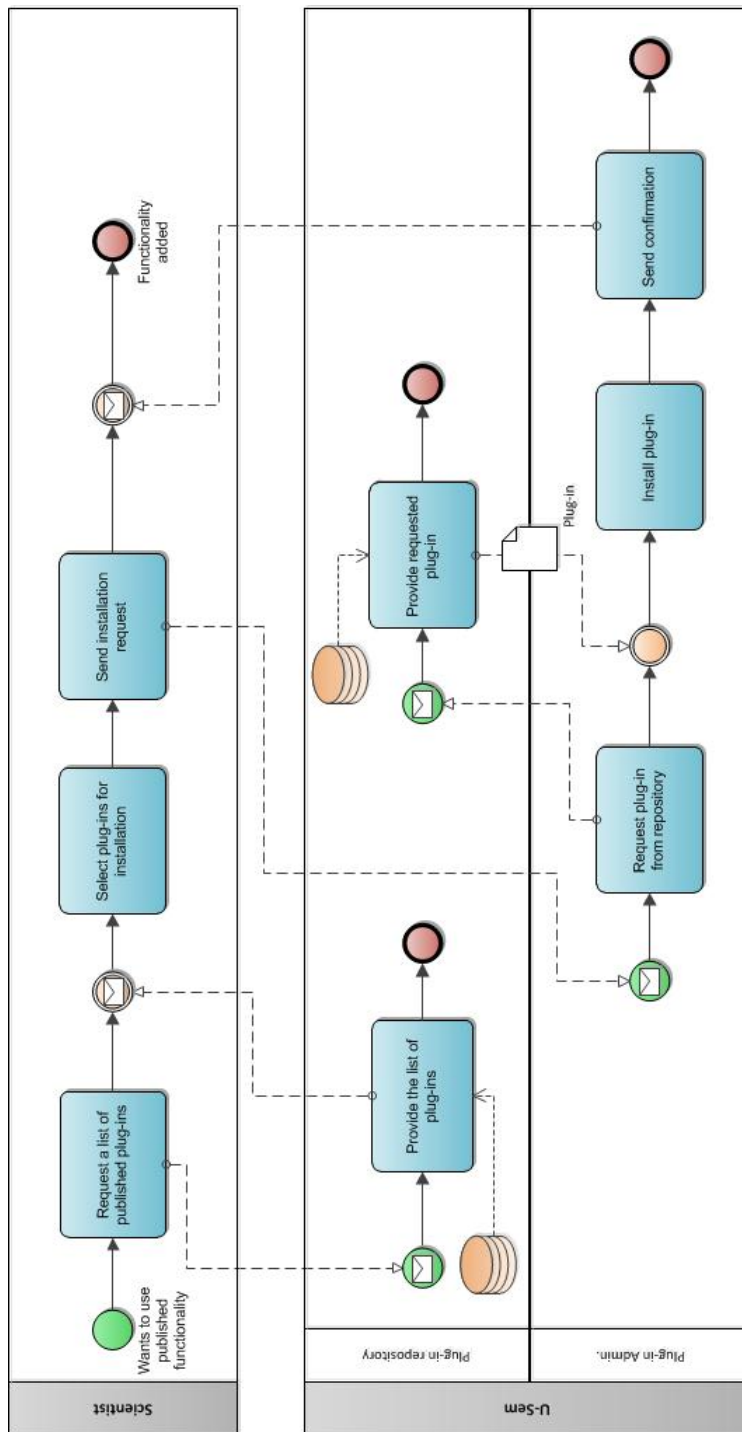 Scientist
Wants to use
published
functionality
Request a list of
published plug-ins
Select plug-ins for
installation
Send installation
request
Functionality
added
U-Sem
Plug-in repository
Provide the list of
plug-ins
Provide requested
plug-in
Plug-in
Plug-in Admin.
Request plug-in
from repository
Install plug-in
Send confirmation